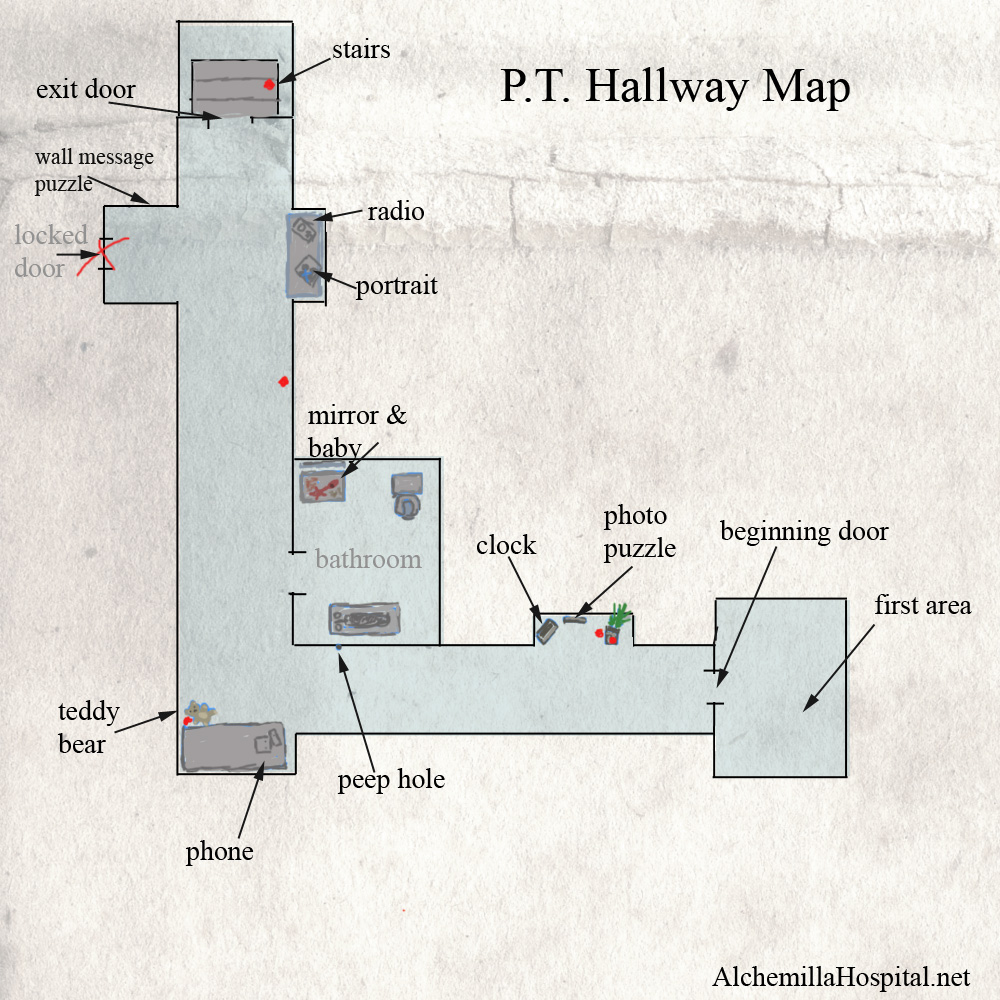 P.T. Hallway Map
stairs
exit door
wall message
puzzle
locked
door
radio
portrait
mirror &
baby
bathroom
clock
photo
puzzle
beginning door
first area
teddy
bear
peep hole
phone
AlchemillaHospital.net